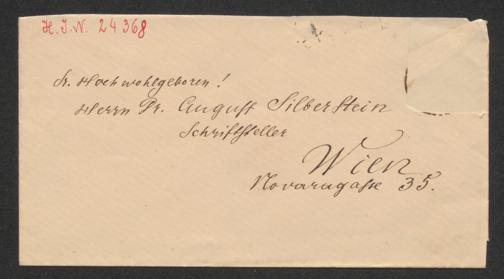 H. I. N. 24368
Sr. Hochwohlgeboren!
Herrn Dr. August Silberstein
Schriftsteller
Wien
Novaragasse 35.